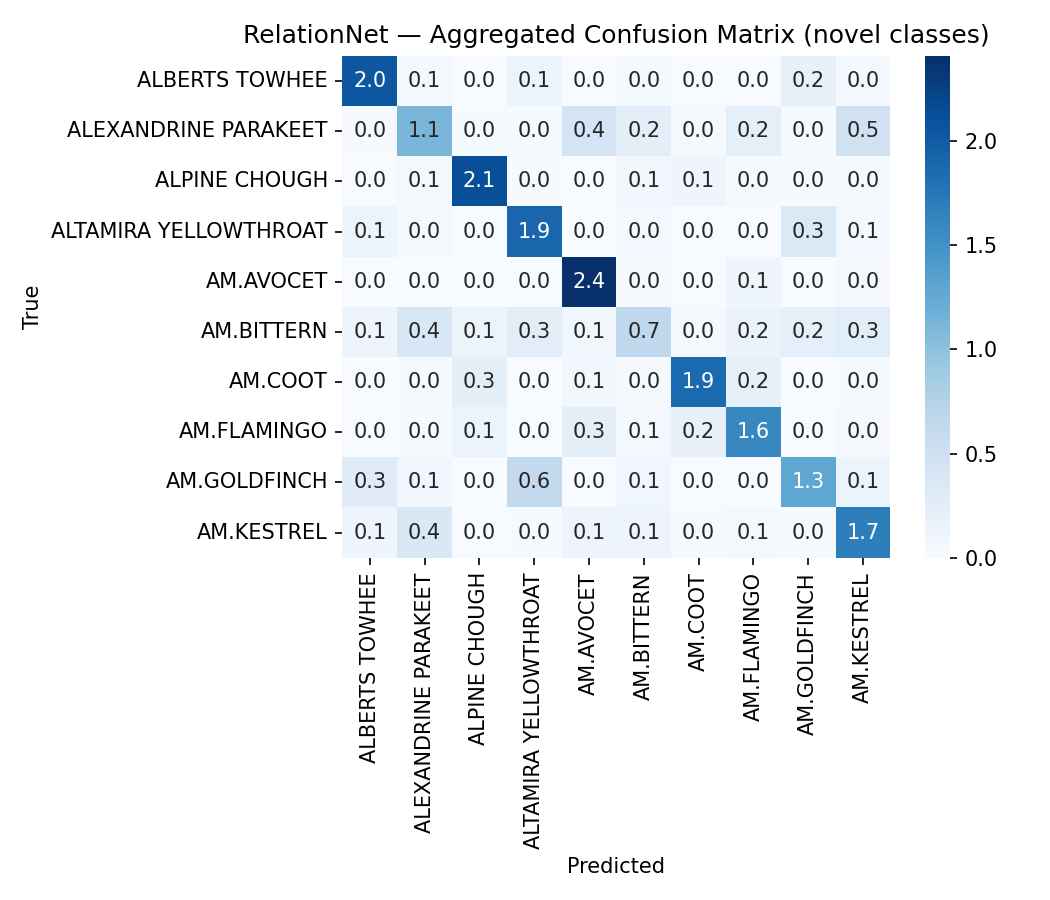 RelationNet — Aggregated Confusion Matrix (novel classes)
True
ALBERTS TOWHEE 2.0 0.1 0.0 0.1 0.0 0.0 0.0 0.0 0.2 0.0
ALEXANDRINE PARAKEET 0.0 1.1 0.0 0.0 0.4 0.2 0.0 0.2 0.0 0.5
ALPINE CHOUGH 0.0 0.1 2.1 0.0 0.0 0.1 0.1 0.0 0.0 0.0
ALTAMIRA YELLOWTHROAT 0.1 0.0 0.0 1.9 0.0 0.0 0.0 0.0 0.3 0.1
AM.AVOCET 0.0 0.0 0.0 0.0 2.4 0.0 0.0 0.1 0.0 0.0
AM.BITTERN 0.1 0.4 0.1 0.3 0.1 0.7 0.0 0.2 0.2 0.3
AM.COOT 0.0 0.0 0.3 0.0 0.1 0.0 1.9 0.2 0.0 0.0
AM.FLAMINGO 0.0 0.0 0.1 0.0 0.3 0.1 0.2 1.6 0.0 0.0
AM.GOLDFINCH 0.3 0.1 0.0 0.6 0.0 0.1 0.0 0.0 1.3 0.1
AM.KESTREL 0.1 0.4 0.0 0.0 0.1 0.1 0.0 0.1 0.0 1.7
2.0
1.5
1.0
0.5
0.0
ALBERTS TOWHEE
ALEXANDRINE PARAKEET
ALPINE CHOUGH
ALTAMIRA YELLOWTHROAT
AM.AVOCET
AM.BITTERN
AM.COOT
AM.FLAMINGO
AM.GOLDFINCH
AM.KESTREL
Predicted